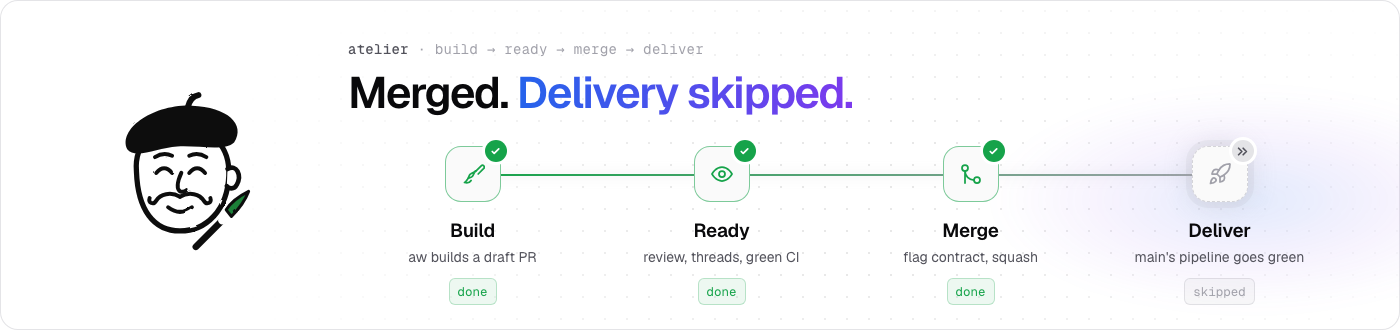 atelier · build → ready → merge → deliver
Merged. Delivery skipped.
Build
aw builds a draft PR
done
Ready
review, threads, green CI
done
Merge
flag contract, squash
done
Deliver
main's pipeline goes green
skipped